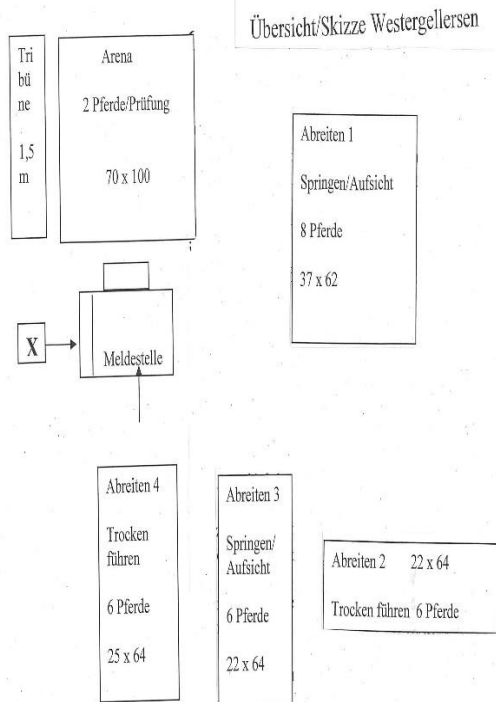 Übersicht/Skizze Westergellersen
Tri
bü
ne
1,5
m
Arena
2 Pferde/Prüfung
70 x 100
Abreiten 1
Springen/Aufsicht
8 Pferde
37 x 62
X
Meldestelle
Abreiten 4
Trocken
führen
6 Pferde
25 x 64
Abreiten 3
Springen/
Aufsicht
6 Pferde
22 x 64
Abreiten 2 22 x 64
Trocken führen 6 Pferde